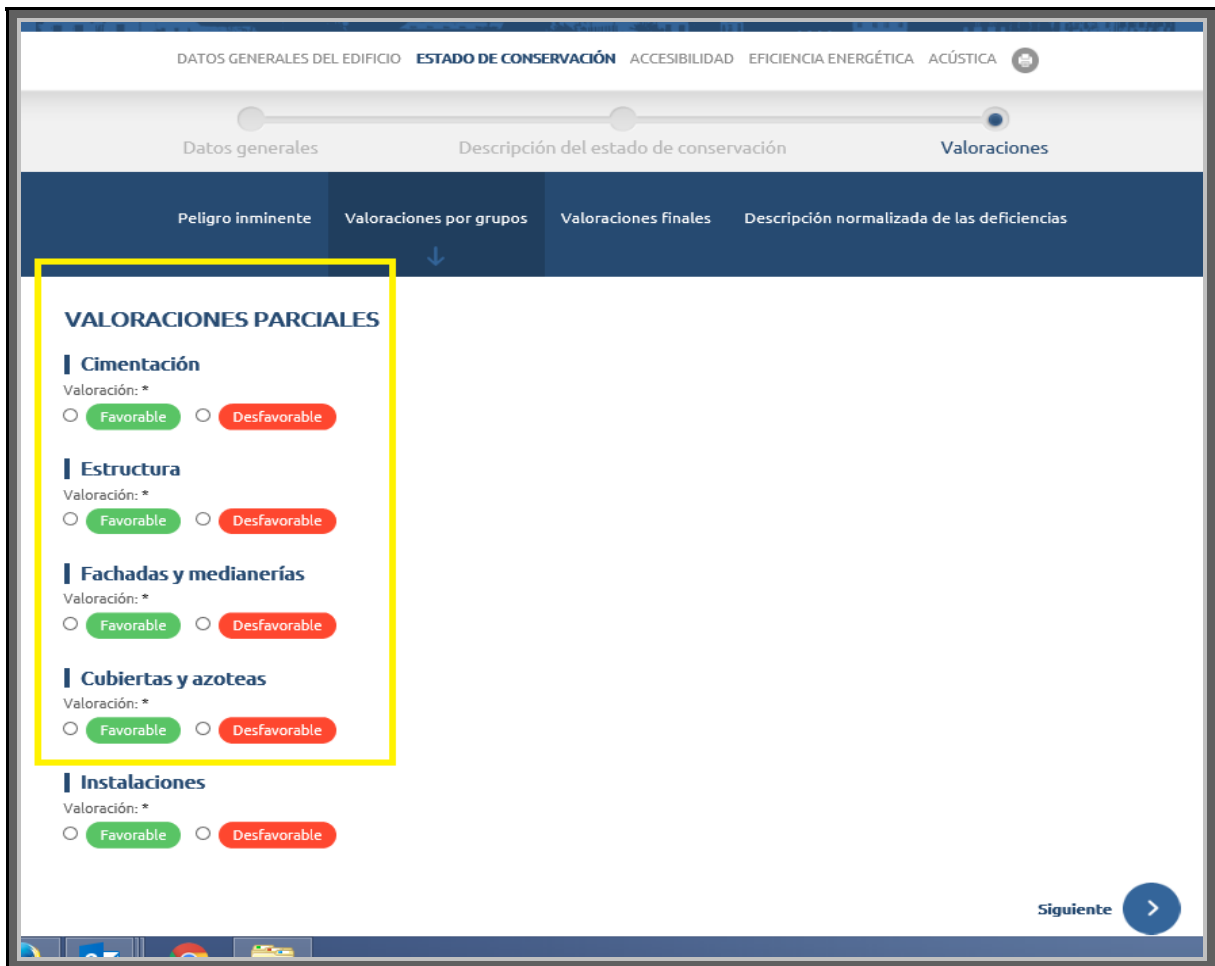 DATOS GENERALES DEL EDIFICIO ESTADO DE CONSERVACIÓN ACCESIBILIDAD EFICIENCIA ENERGÉTICA ACÚSTICA
Datos generales Descripción del estado de conservación Valoraciones
Peligro inminente Valoraciones por grupos Valoraciones finales Descripción normalizada de las deficiencias
VALORACIONES PARCIALES
Cimentación
Valoración: *
Favorable Desfavorable
Estructura
Valoración: *
Favorable Desfavorable
Fachadas y medianerías
Valoración: *
Favorable Desfavorable
Cubiertas y azoteas
Valoración: *
Favorable Desfavorable
Instalaciones
Valoración: *
Favorable Desfavorable
Siguiente